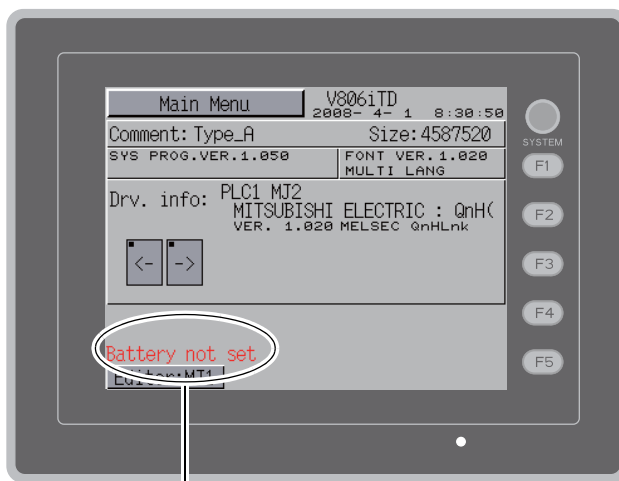 Main Menu
V806iTD
2008- 4- 1 8:30:50
Comment: Type_A
Size: 4587520
SYS PROG.VER.1.050
FONT VER.1.020
MULTI LANG
Drv. info: PLC1 MJ2
MITSUBISHI ELECTRIC : QnH(
VER. 1.020 MELSEC QnHLnk
<- ->
Battery not set
Editor:MJ1
SYSTEM
F1
F2
F3
F4
F5